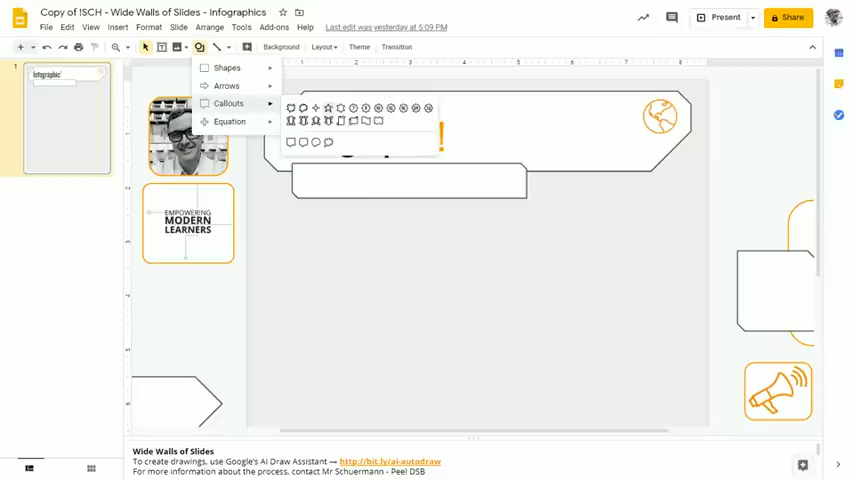 Copy of !SCH - Wide Walls of Slides - Infographics
File Edit View Insert Format Slide Arrange Tools Add-ons Help Last edit was yesterday at 5:09 PM
Present
Share
Background Layout Theme Transition
Shapes
Arrows
Callouts
Equation
1
Infographic!
!
EMPOWERING
MODERN
LEARNERS
Wide Walls of Slides
To create drawings, use Google's AI Draw Assistant → http://bit.ly/ai-autodraw
For more information about the process, contact Mr Schuermann - Peel DSB